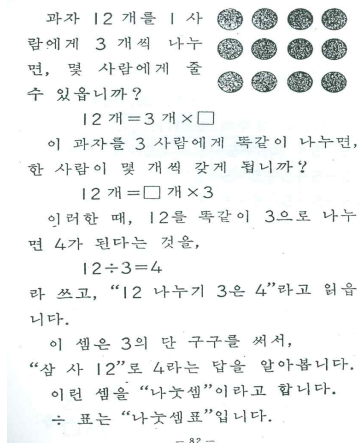 과자 12 개를 1 사
람에게 3 개씩 나누
면, 몇 사람에게 줄
수 있읍니까?
12 개=3 개×□
이 과자를 3 사람에게 똑같이 나누면,
한 사람이 몇 개씩 갖게 됩니까?
12 개=□ 개×3
이러한 때, 12를 똑같이 3으로 나누
면 4가 된다는 것을,
12÷3=4
라 쓰고, “12 나누기 3은 4”라고 읽읍
니다.
이 셈은 3의 단 구구를 써서,
“삼 사 12”로 4라는 답을 알아봅니다.
이런 셈을 “나눗셈”이라고 합니다.
÷ 표는 “나눗셈표”입니다.
— 82 —